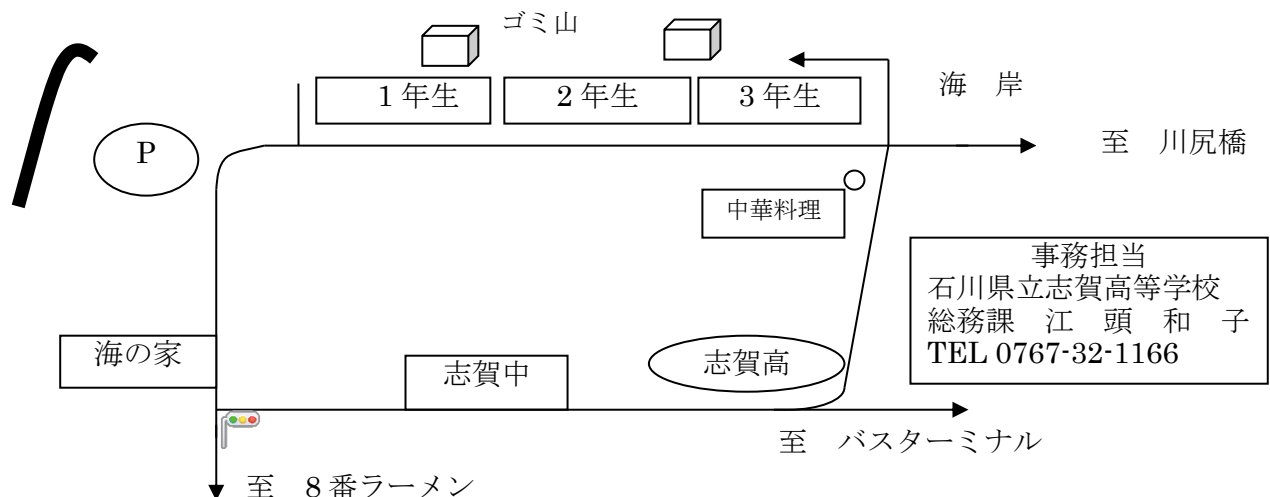 ゴミ山
1年生 2年生 3年生
海 岸
P
至 川尻橋
中華料理
事務担当
石川県立志賀高等学校
総務課 江 頭 和 子
TEL 0767-32-1166
海の家
志賀中
志賀高
至 バスターミナル
至 8番ラーメン